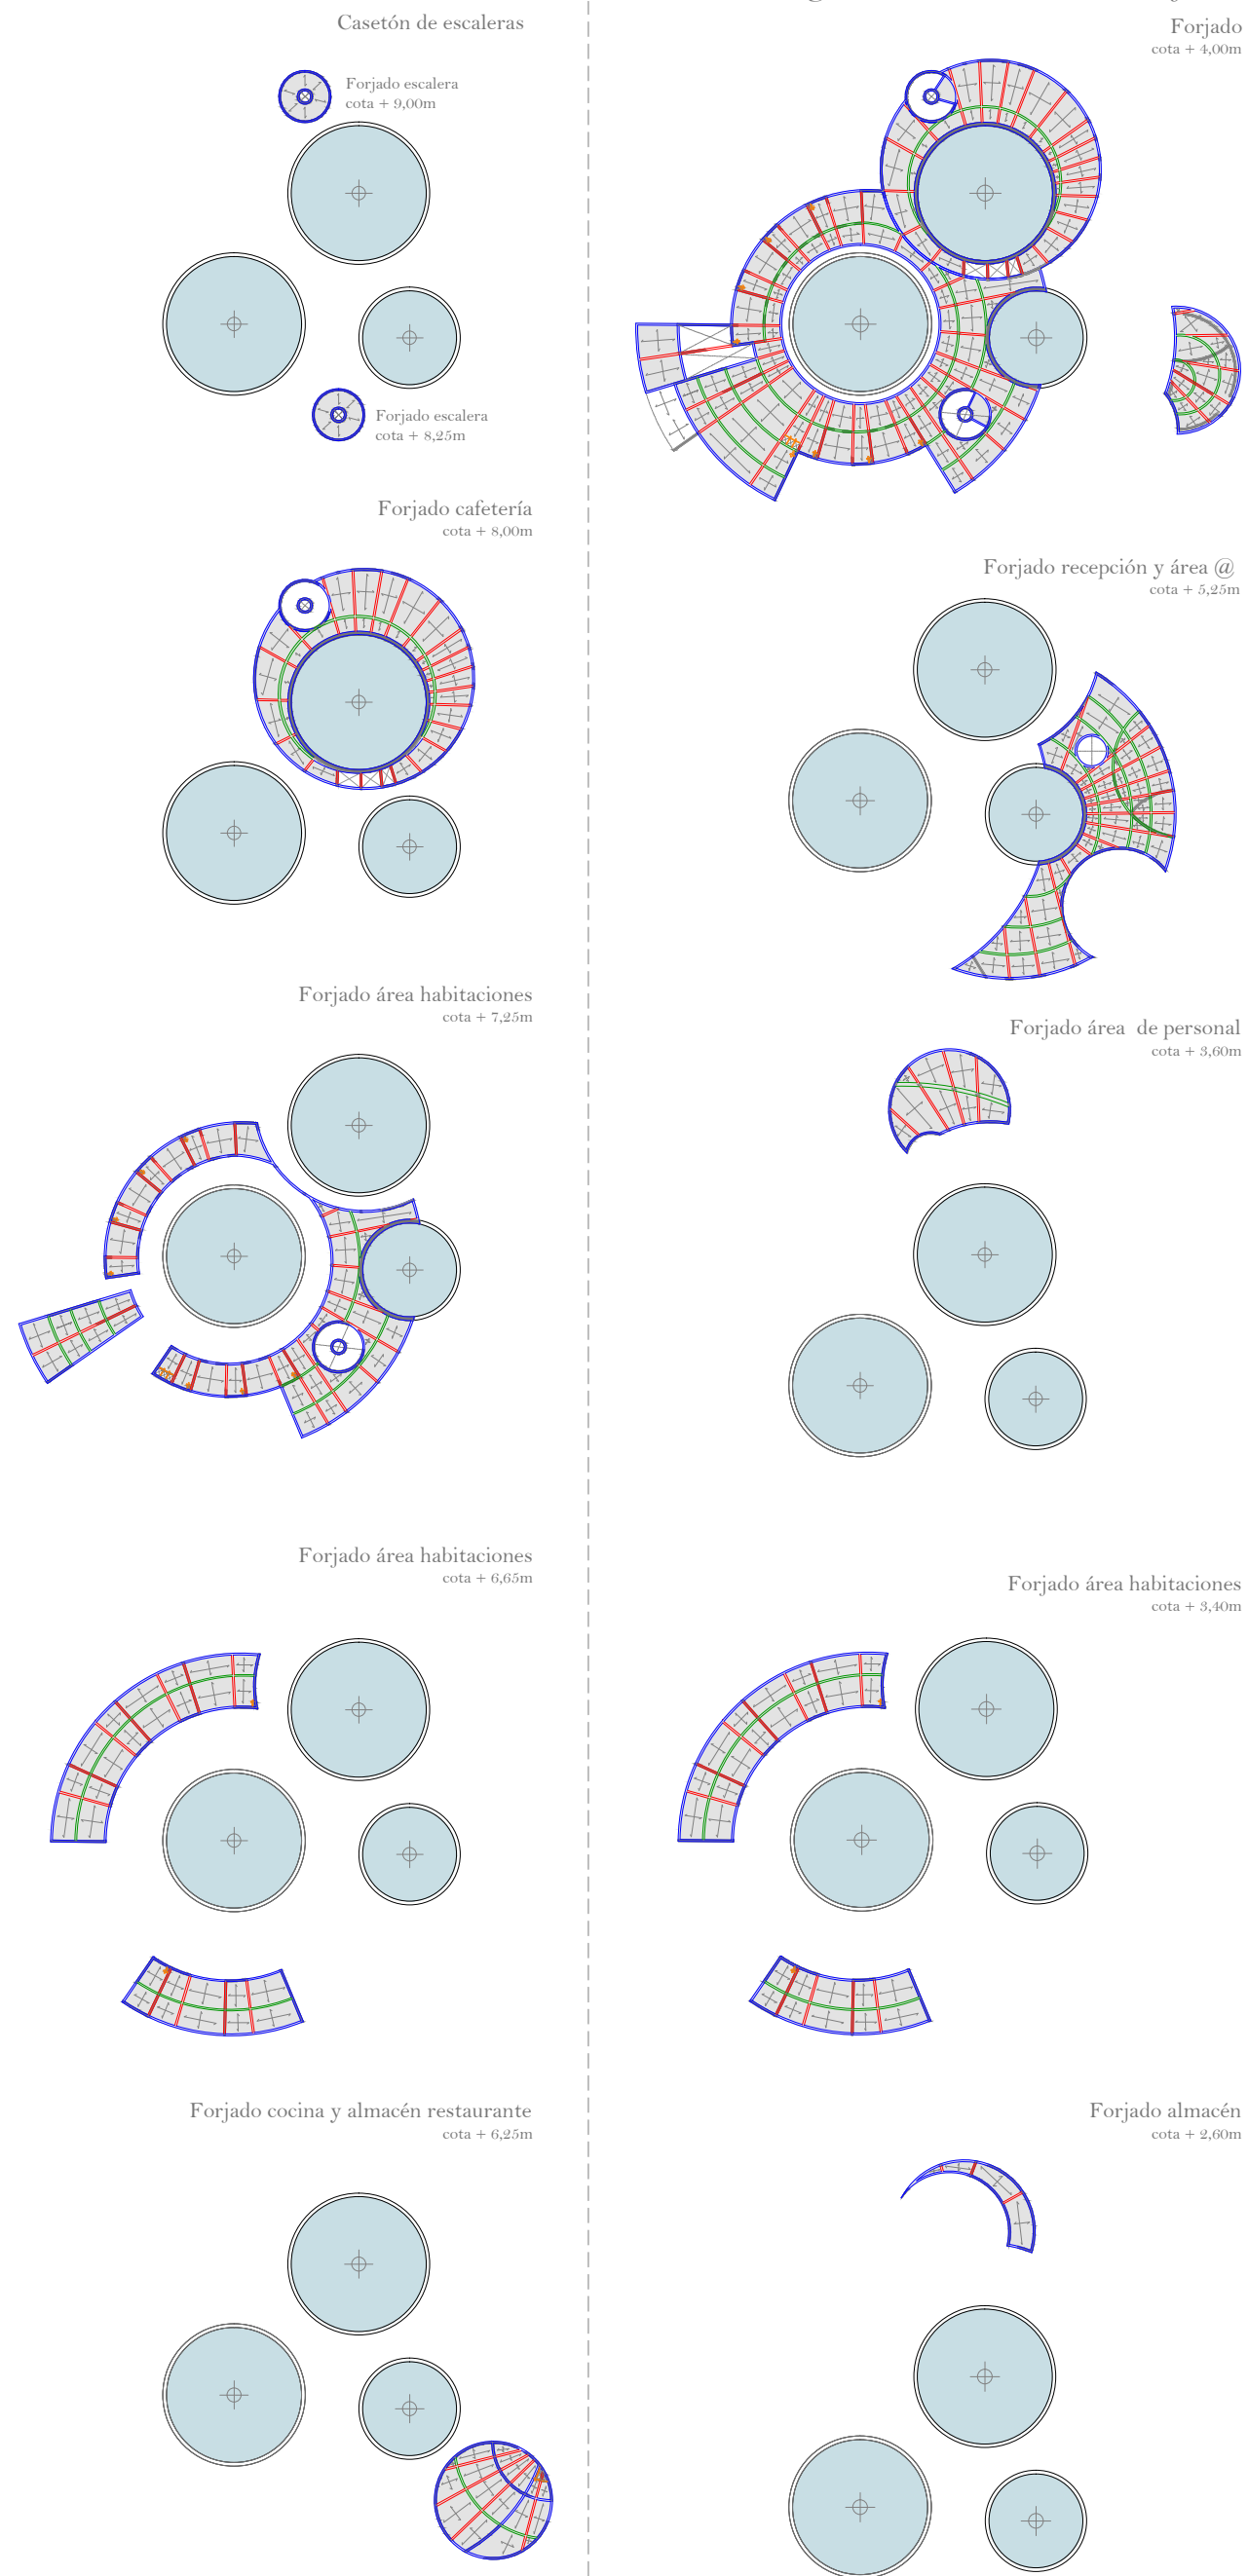 Casetón de escaleras
Forjado escalera
cota + 9,00m
Forjado escalera
cota + 8,25m
Forjado cafetería
cota + 8,00m
Forjado área habitaciones
cota + 7,25m
Forjado área habitaciones
cota + 6,65m
Forjado cocina y almacén restaurante
cota + 6,25m
Forjado
cota + 4,00m
Forjado recepción y área @
cota + 5,25m
Forjado área  de personal
cota + 3,60m
Forjado área habitaciones
cota + 3,40m
Forjado almacén
cota + 2,60m